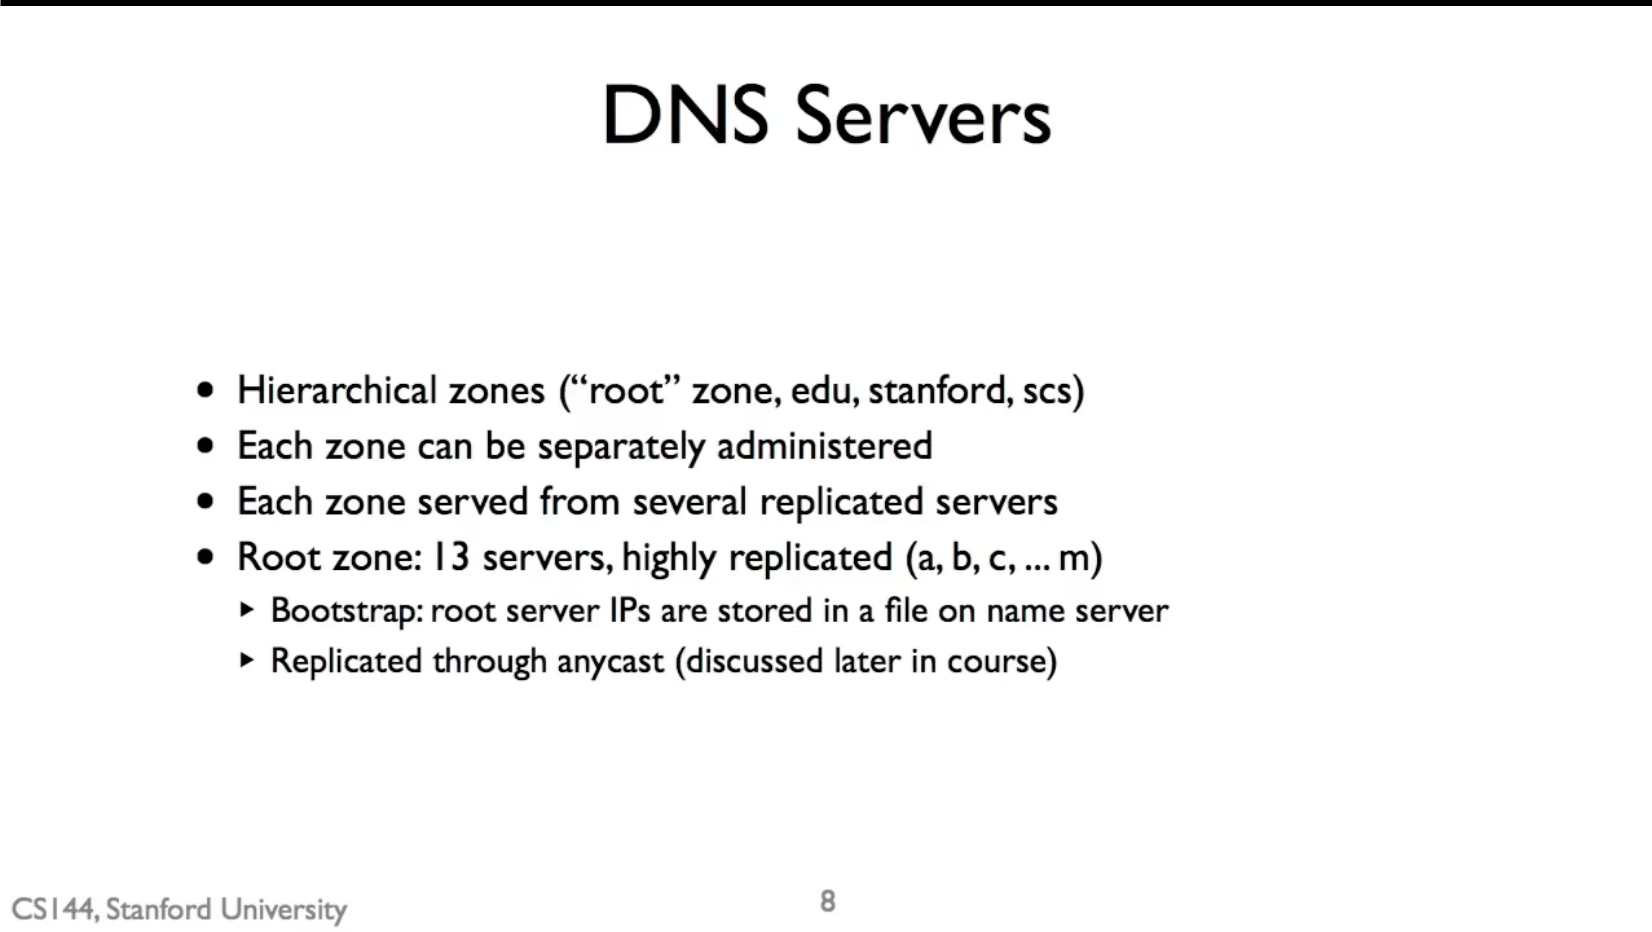 DNS Servers
• Hierarchical zones (“root” zone, edu, stanford, scs)
• Each zone can be separately administered
• Each zone served from several replicated servers
• Root zone: 13 servers, highly replicated (a, b, c, ... m)
▸ Bootstrap: root server IPs are stored in a file on name server
▸ Replicated through anycast (discussed later in course)
CS144, Stanford University
8